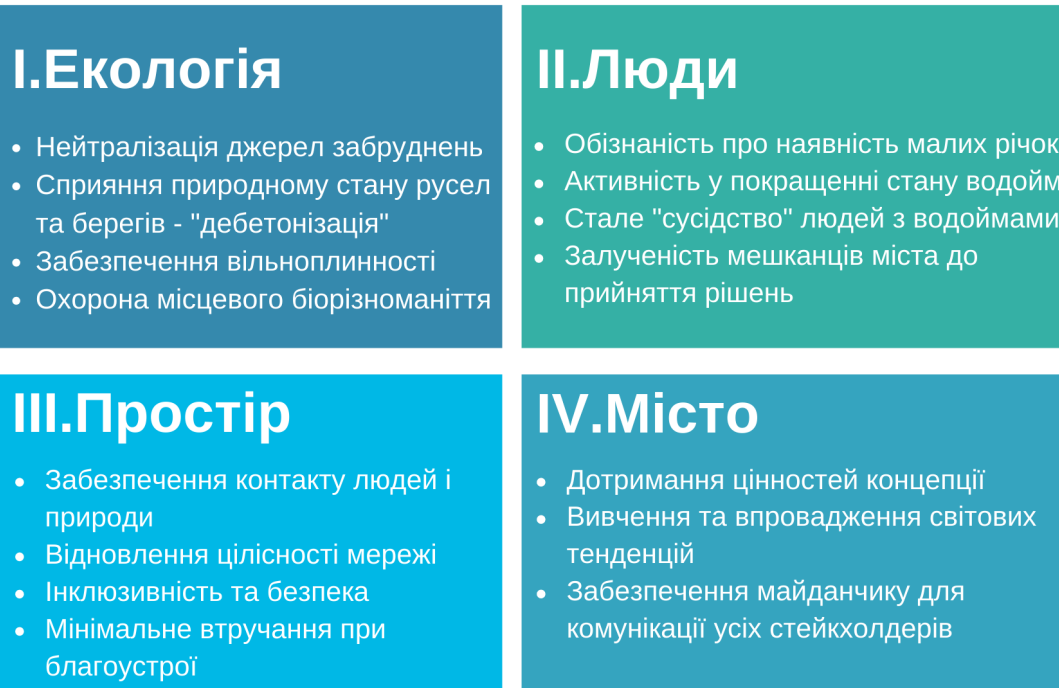 I.Екологія
• Нейтралізація джерел забруднень
• Сприяння природному стану русел
та берегів - "дебетонізація"
• Забезпечення вільноплинності
• Охорона місцевого біорізноманіття
II.Люди
• Обізнаність про наявність малих річок
• Активність у покращенні стану водойм
• Стале "сусідство" людей з водоймами
• Залученість мешканців міста до
прийняття рішень
III.Простір
• Забезпечення контакту людей і
природи
• Відновлення цілісності мережі
• Інклюзивність та безпека
• Мінімальне втручання при
благоустрої
IV.Місто
• Дотримання цінностей концепції
• Вивчення та впровадження світових
тенденцій
• Забезпечення майданчику для
комунікації усіх стейкхолдерів